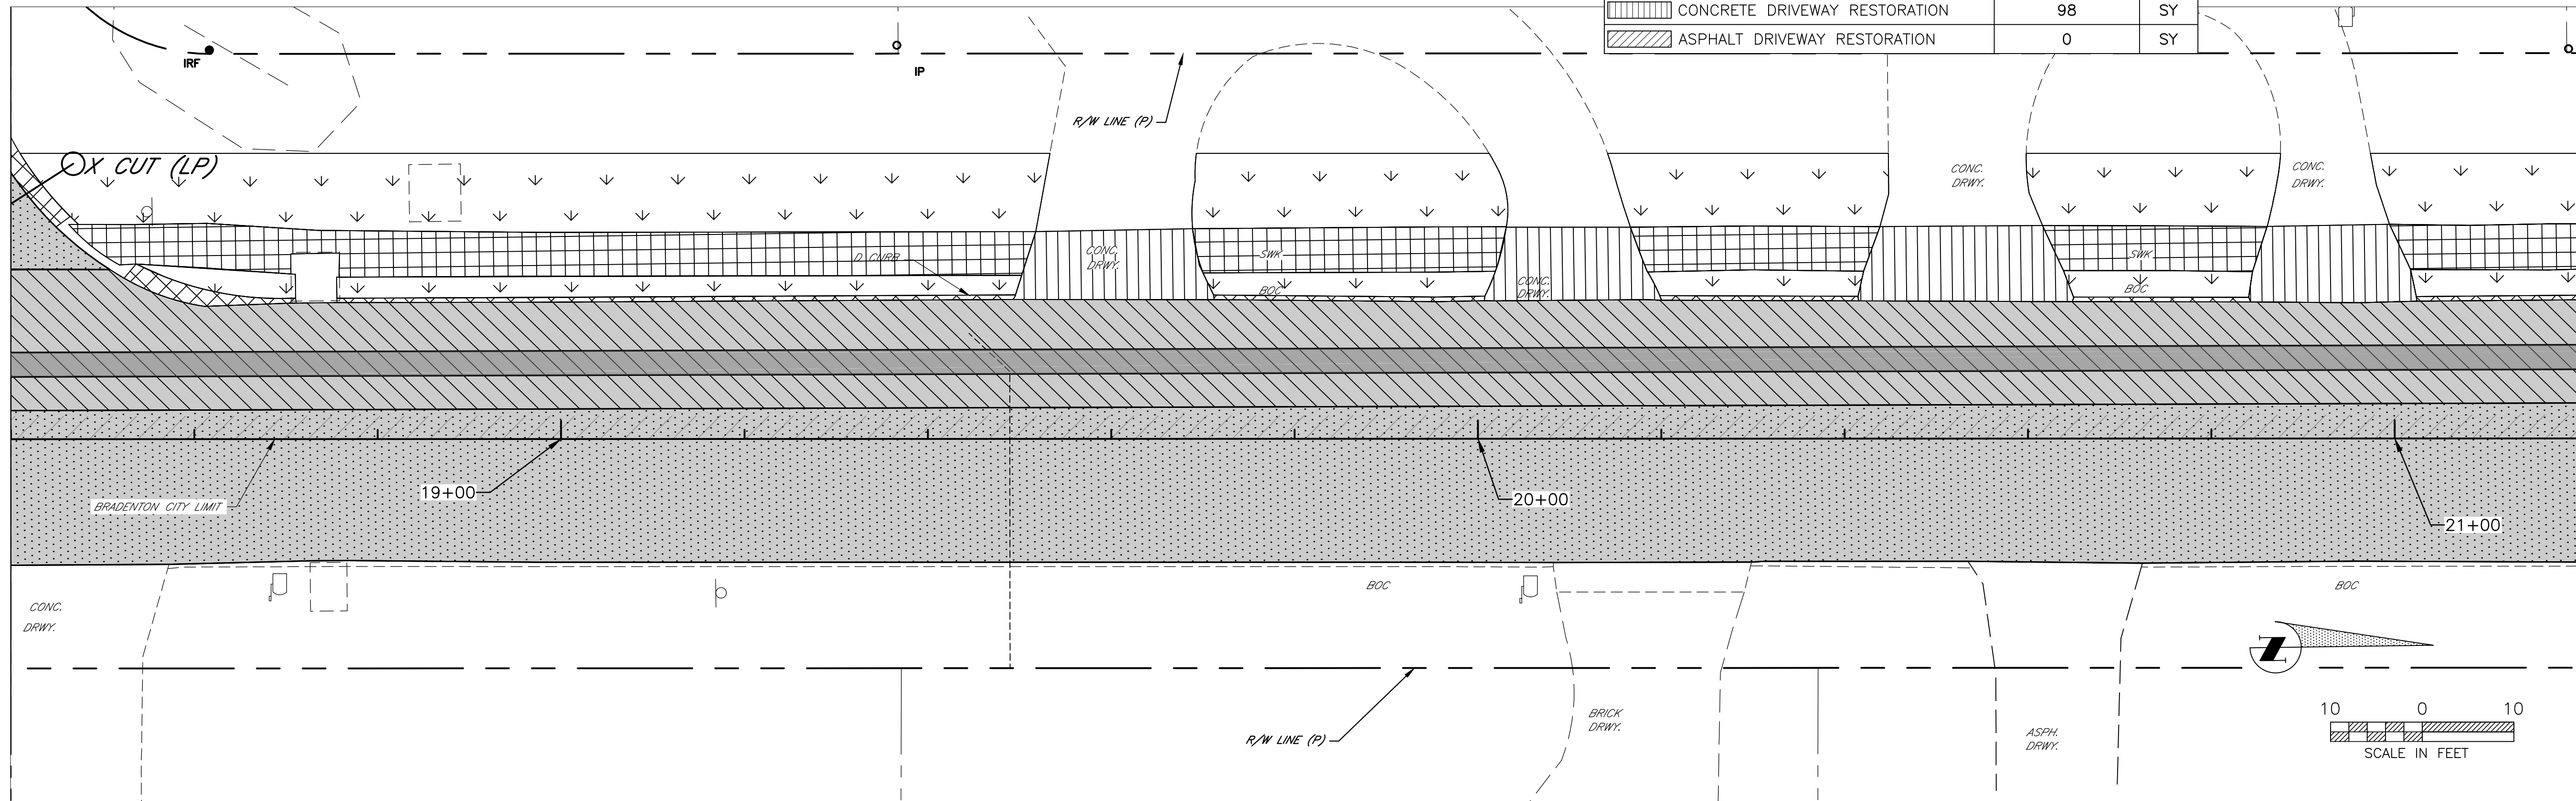 CONCRETE DRIVEWAY RESTORATION 98 SY
ASPHALT DRIVEWAY RESTORATION 0 SY
IRF
IP
R/W LINE (P)
X CUT (LP)
CONC.
DRWY.
CONC.
DRWY.
D CURB
CONC.
DRWY.
SWK
BOC
CONC.
DRWY.
SWK
BOC
19+00
20+00
21+00
BRADENTON CITY LIMIT
CONC.
DRWY.
BOC
BOC
R/W LINE (P)
BRICK
DRWY.
ASPH.
DRWY.
10 0 10
SCALE IN FEET